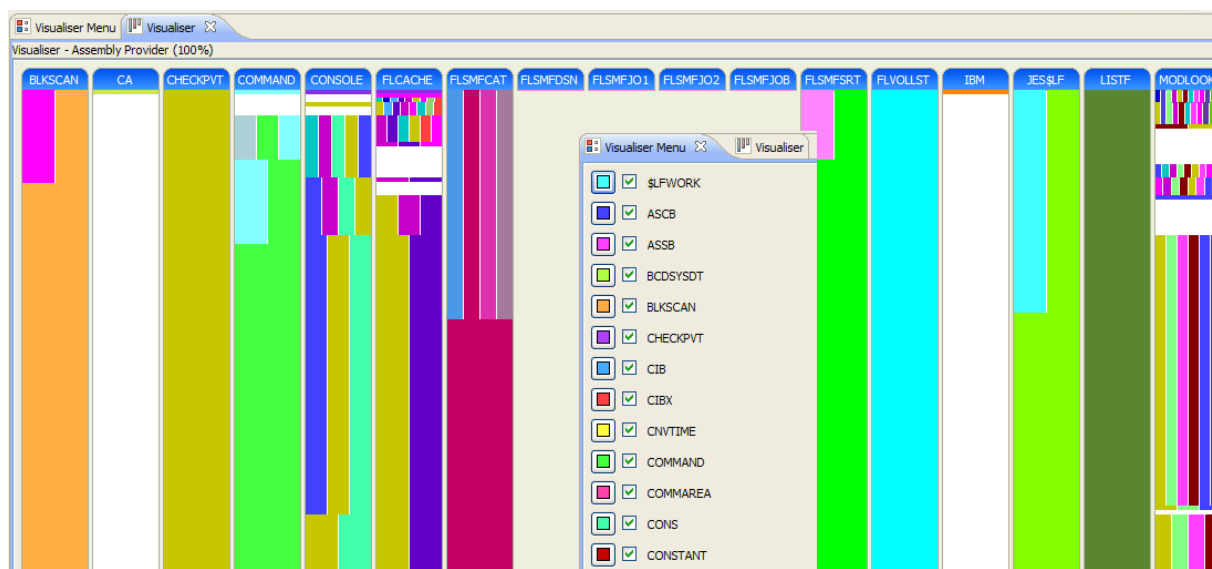 Visualiser Menu Visualiser
Visualiser - Assembly Provider (100%)
BLKSCAN CA CHECKPVT COMMAND CONSOLE FLCACHE FLSMFCAT FLSMFDSN FLSMFJO1 FLSMFJO2 FLSMFJOB FLSMFSRT FLVOLLST IBM JES$LF LISTF MODLOOK
Visualiser Menu Visualiser
$LFWORK
ASCB
ASSB
BCDSYSDT
BLKSCAN
CHECKPVT
CIB
CIBX
CNVTIME
COMMAND
COMMAREA
CONS
CONSTANT